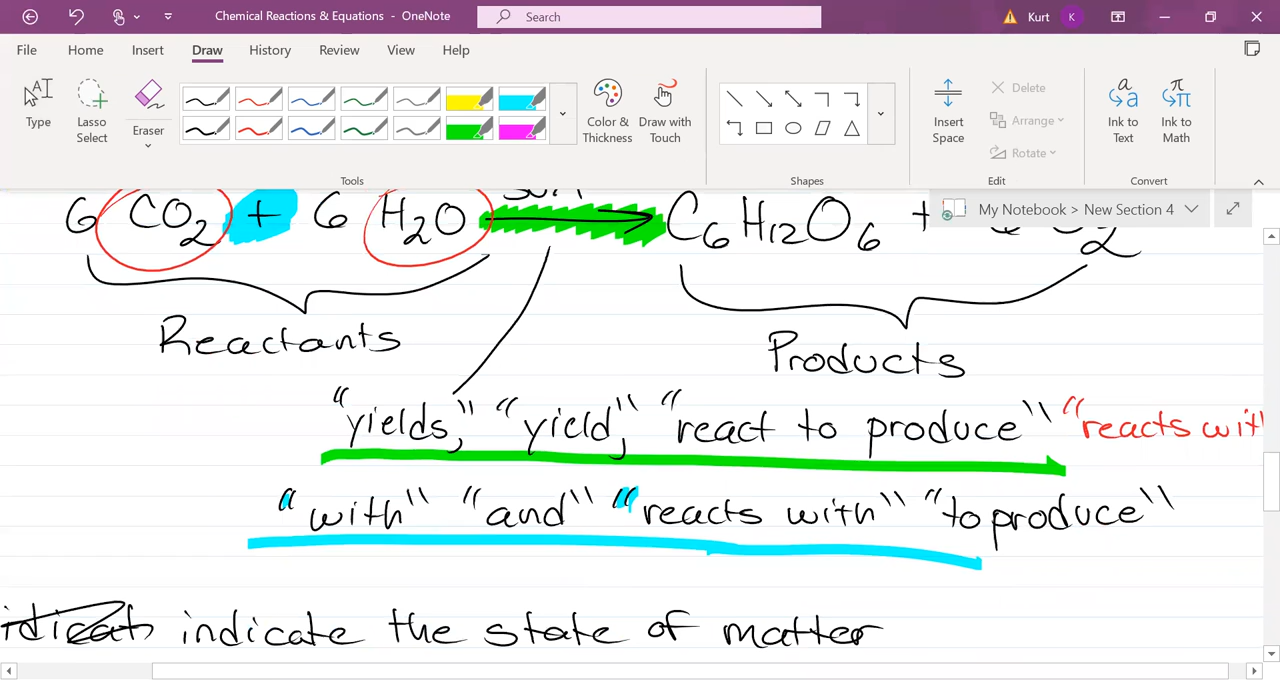 Chemical Reactions & Equations - OneNote
Search
Kurt K
File Home Insert Draw History Review View Help
Type
Lasso Select
Eraser
Color & Thickness
Draw with Touch
Insert Space
Delete
Arrange
Rotate
Ink to Text
Ink to Math
Tools Shapes Edit Convert
My Notebook > New Section 4
6 CO2 + 6 H2O → C6H12O6 + O2
Reactants
Products
"yields," "yield," "react to produce" "reacts with
"with" "and" "reacts with" "to produce"
indicate the state of matter